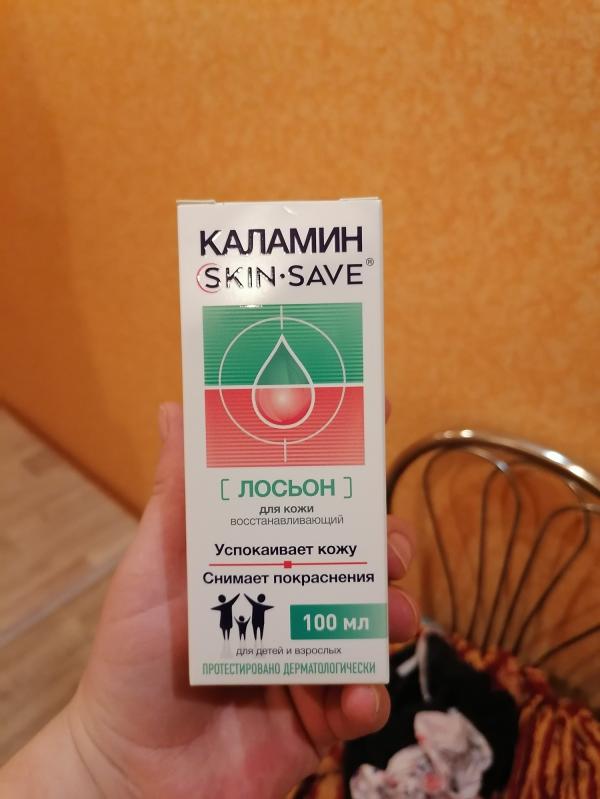 КАЛАМИН
SKIN·SAVE®
[ ЛОСЬОН ]
для кожи
восстанавливающий
Успокаивает кожу
Снимает покраснения
100 мл
для детей и взрослых
ПРОТЕСТИРОВАНО ДЕРМАТОЛОГИЧЕСКИ